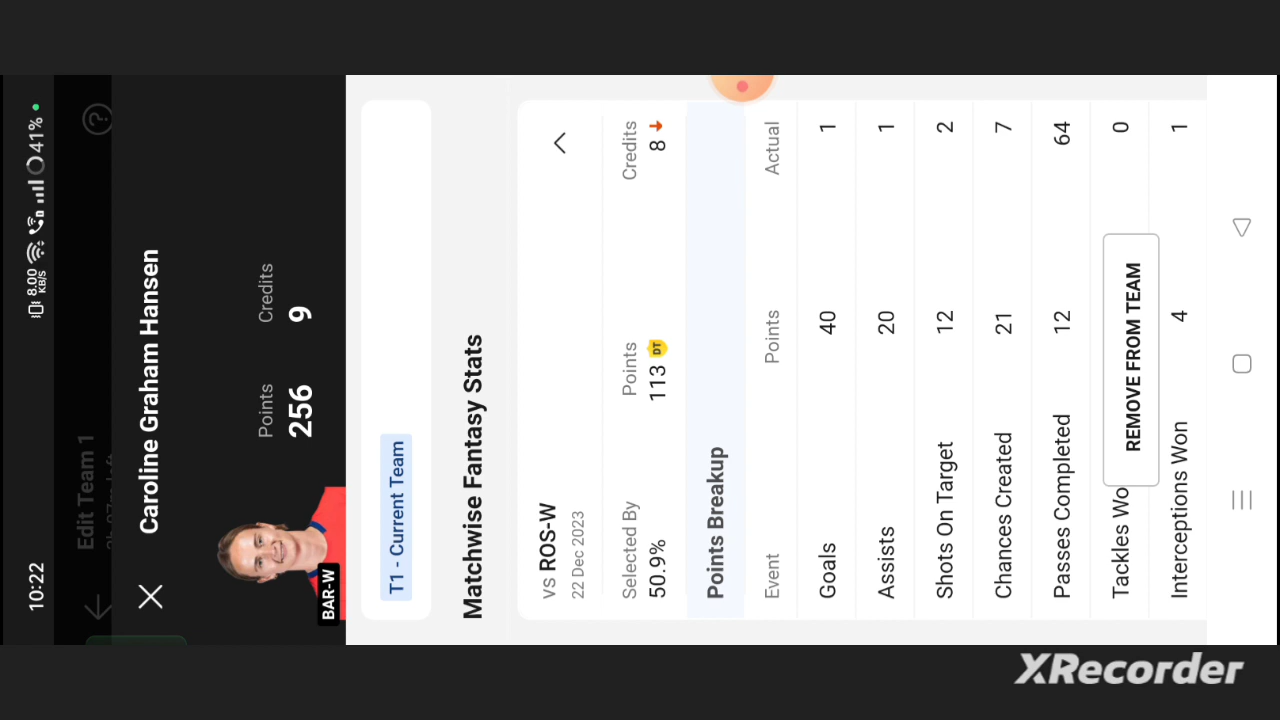 10:22
8.00 KB/S
41%
Edit Team 1
?
Caroline Graham Hansen
Points
Credits
256
9
BAR-W
T1 - Current Team
Matchwise Fantasy Stats
vs ROS-W
22 Dec 2023
Selected By
Points
Credits
50.9%
113 DT
8
Points Breakup
Event
Points
Actual
Goals
40
1
Assists
20
1
Shots On Target
12
2
Chances Created
21
7
Passes Completed
12
64
Tackles Wo
0
REMOVE FROM TEAM
Interceptions Won
4
1
XRecorder